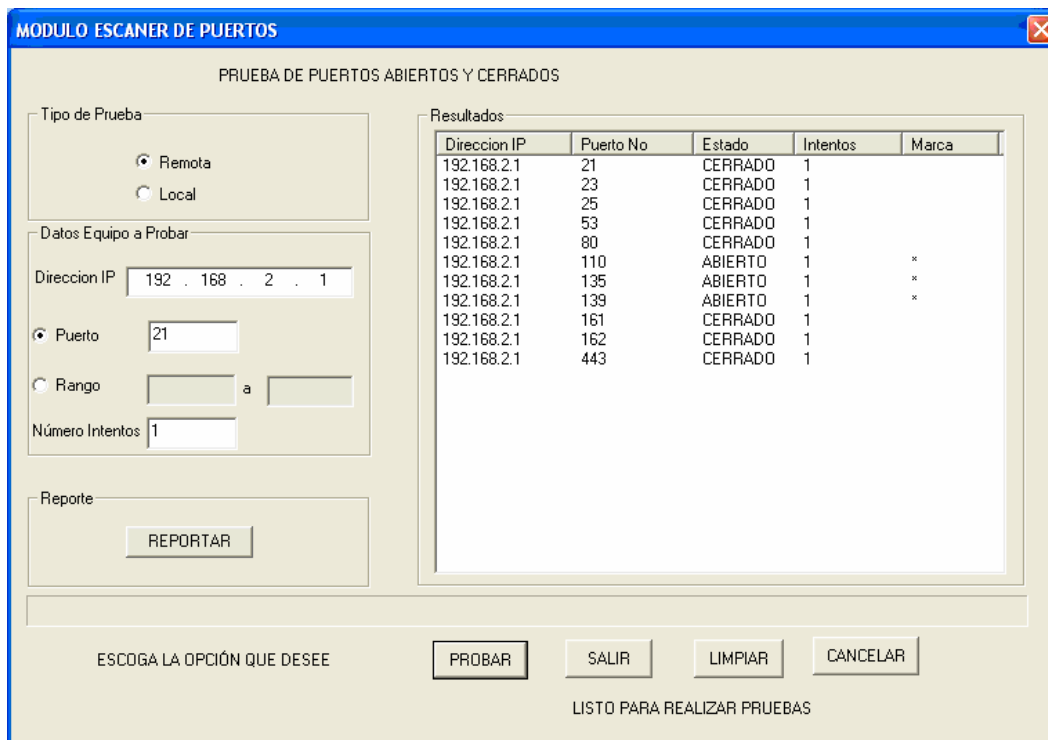 MODULO ESCANER DE PUERTOS
PRUEBA DE PUERTOS ABIERTOS Y CERRADOS
Tipo de Prueba
Remota
Local
Datos Equipo a Probar
Direccion IP 192 . 168 . 2 . 1
Puerto 21
Rango a
Número Intentos 1
Reporte
REPORTAR
Resultados
Direccion IP Puerto No Estado Intentos Marca
192.168.2.1 21 CERRADO 1
192.168.2.1 23 CERRADO 1
192.168.2.1 25 CERRADO 1
192.168.2.1 53 CERRADO 1
192.168.2.1 80 CERRADO 1
192.168.2.1 110 ABIERTO 1 *
192.168.2.1 135 ABIERTO 1 *
192.168.2.1 139 ABIERTO 1 *
192.168.2.1 161 CERRADO 1
192.168.2.1 162 CERRADO 1
192.168.2.1 443 CERRADO 1
ESCOGA LA OPCIÓN QUE DESEE
PROBAR SALIR LIMPIAR CANCELAR
LISTO PARA REALIZAR PRUEBAS